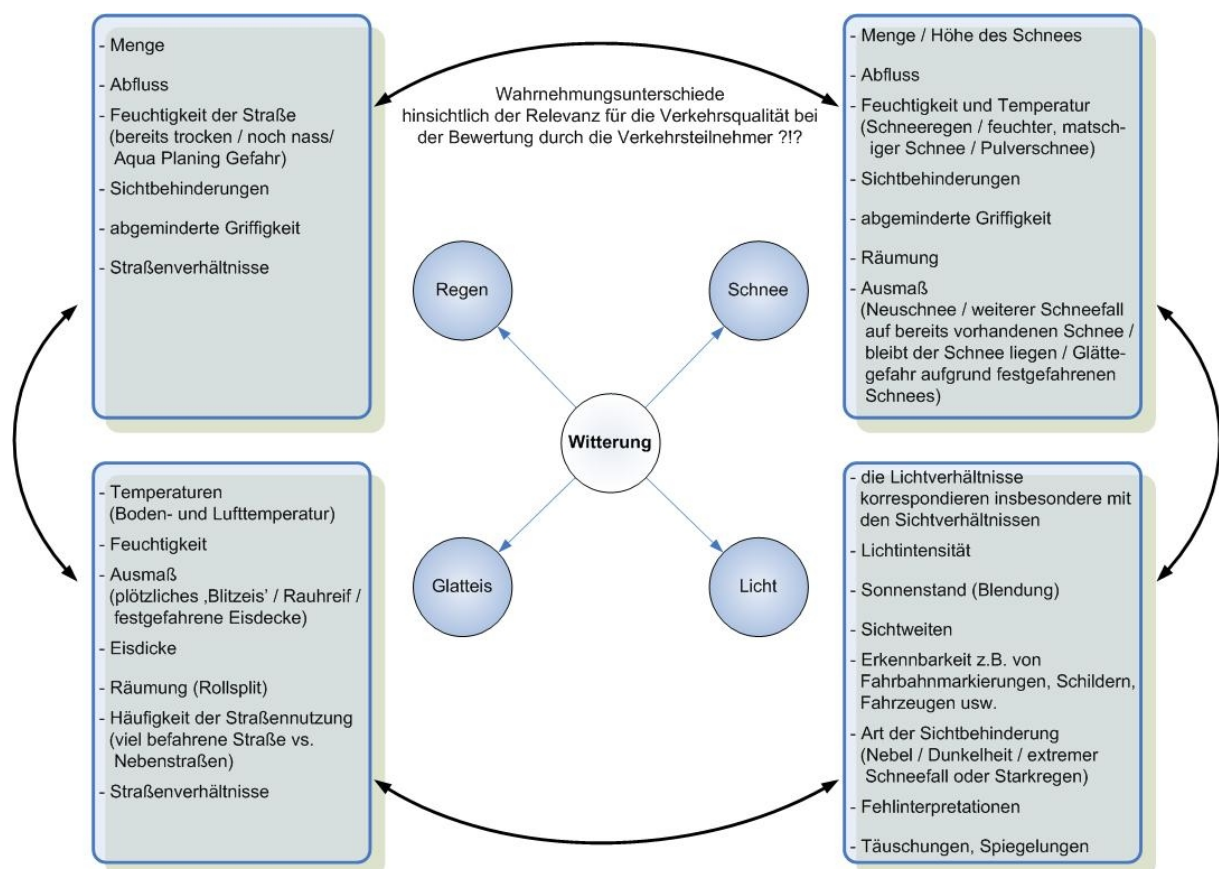 - Menge
- Abfluss
- Feuchtigkeit der Straße
(bereits trocken / noch nass/
Aqua Planing Gefahr)
- Sichtbehinderungen
- abgeminderte Griffigkeit
- Straßenverhältnisse
Wahrnehmungsunterschiede
hinsichtlich der Relevanz für die Verkehrsqualität bei
der Bewertung durch die Verkehrsteilnehmer ?!?
- Menge / Höhe des Schnees
- Abfluss
- Feuchtigkeit und Temperatur
(Schneeregen / feuchter, matsch-
iger Schnee / Pulverschnee)
- Sichtbehinderungen
- abgeminderte Griffigkeit
- Räumung
- Ausmaß
(Neuschnee / weiterer Schneefall
auf bereits vorhandenen Schnee /
bleibt der Schnee liegen / Glätte-
gefahr aufgrund festgefahrenen
Schnees)
Regen
Schnee
Witterung
Glatteis
Licht
- Temperaturen
(Boden- und Lufttemperatur)
- Feuchtigkeit
- Ausmaß
(plötzliches ‚Blitzeis’ / Rauhreif /
festgefahrene Eisdecke)
- Eisdicke
- Räumung (Rollsplit)
- Häufigkeit der Straßennutzung
(viel befahrene Straße vs.
Nebenstraßen)
- Straßenverhältnisse
- die Lichtverhältnisse
korrespondieren insbesondere mit
den Sichtverhältnissen
- Lichtintensität
- Sonnenstand (Blendung)
- Sichtweiten
- Erkennbarkeit z.B. von
Fahrbahnmarkierungen, Schildern,
Fahrzeugen usw.
- Art der Sichtbehinderung
(Nebel / Dunkelheit / extremer
Schneefall oder Starkregen)
- Fehlinterpretationen
- Täuschungen, Spiegelungen